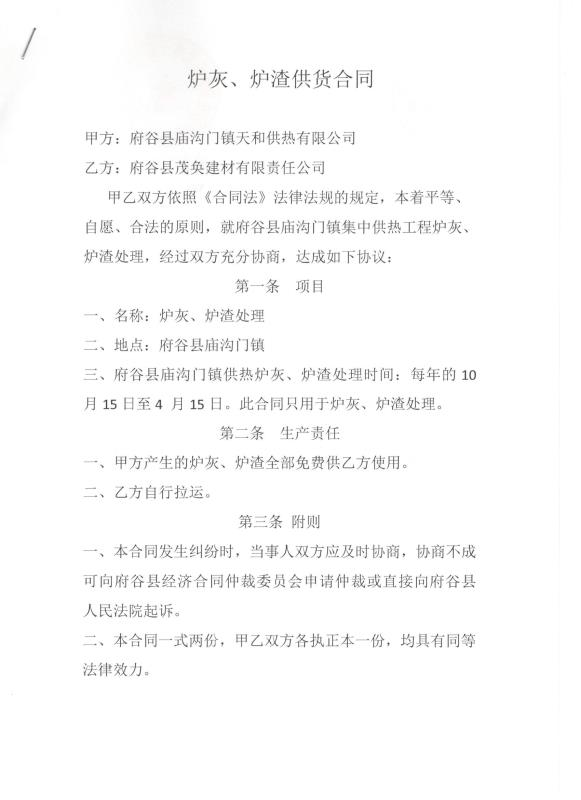 炉灰、炉渣供货合同
甲方：府谷县庙沟门镇天和供热有限公司
乙方：府谷县茂奂建材有限责任公司
甲乙双方依照《合同法》法律法规的规定，本着平等、
自愿、合法的原则，就府谷县庙沟门镇集中供热工程炉灰、
炉渣处理，经过双方充分协商，达成如下协议：
第一条　项目
一、名称：炉灰、炉渣处理
二、地点：府谷县庙沟门镇
三、府谷县庙沟门镇供热炉灰、炉渣处理时间：每年的 10
月 15 日至 4 月 15 日。此合同只用于炉灰、炉渣处理。
第二条　生产责任
一、甲方产生的炉灰、炉渣全部免费供乙方使用。
二、乙方自行拉运。
第三条 附则
一、本合同发生纠纷时，当事人双方应及时协商，协商不成
可向府谷县经济合同仲裁委员会申请仲裁或直接向府谷县
人民法院起诉。
二、本合同一式两份，甲乙双方各执正本一份，均具有同等
法律效力。